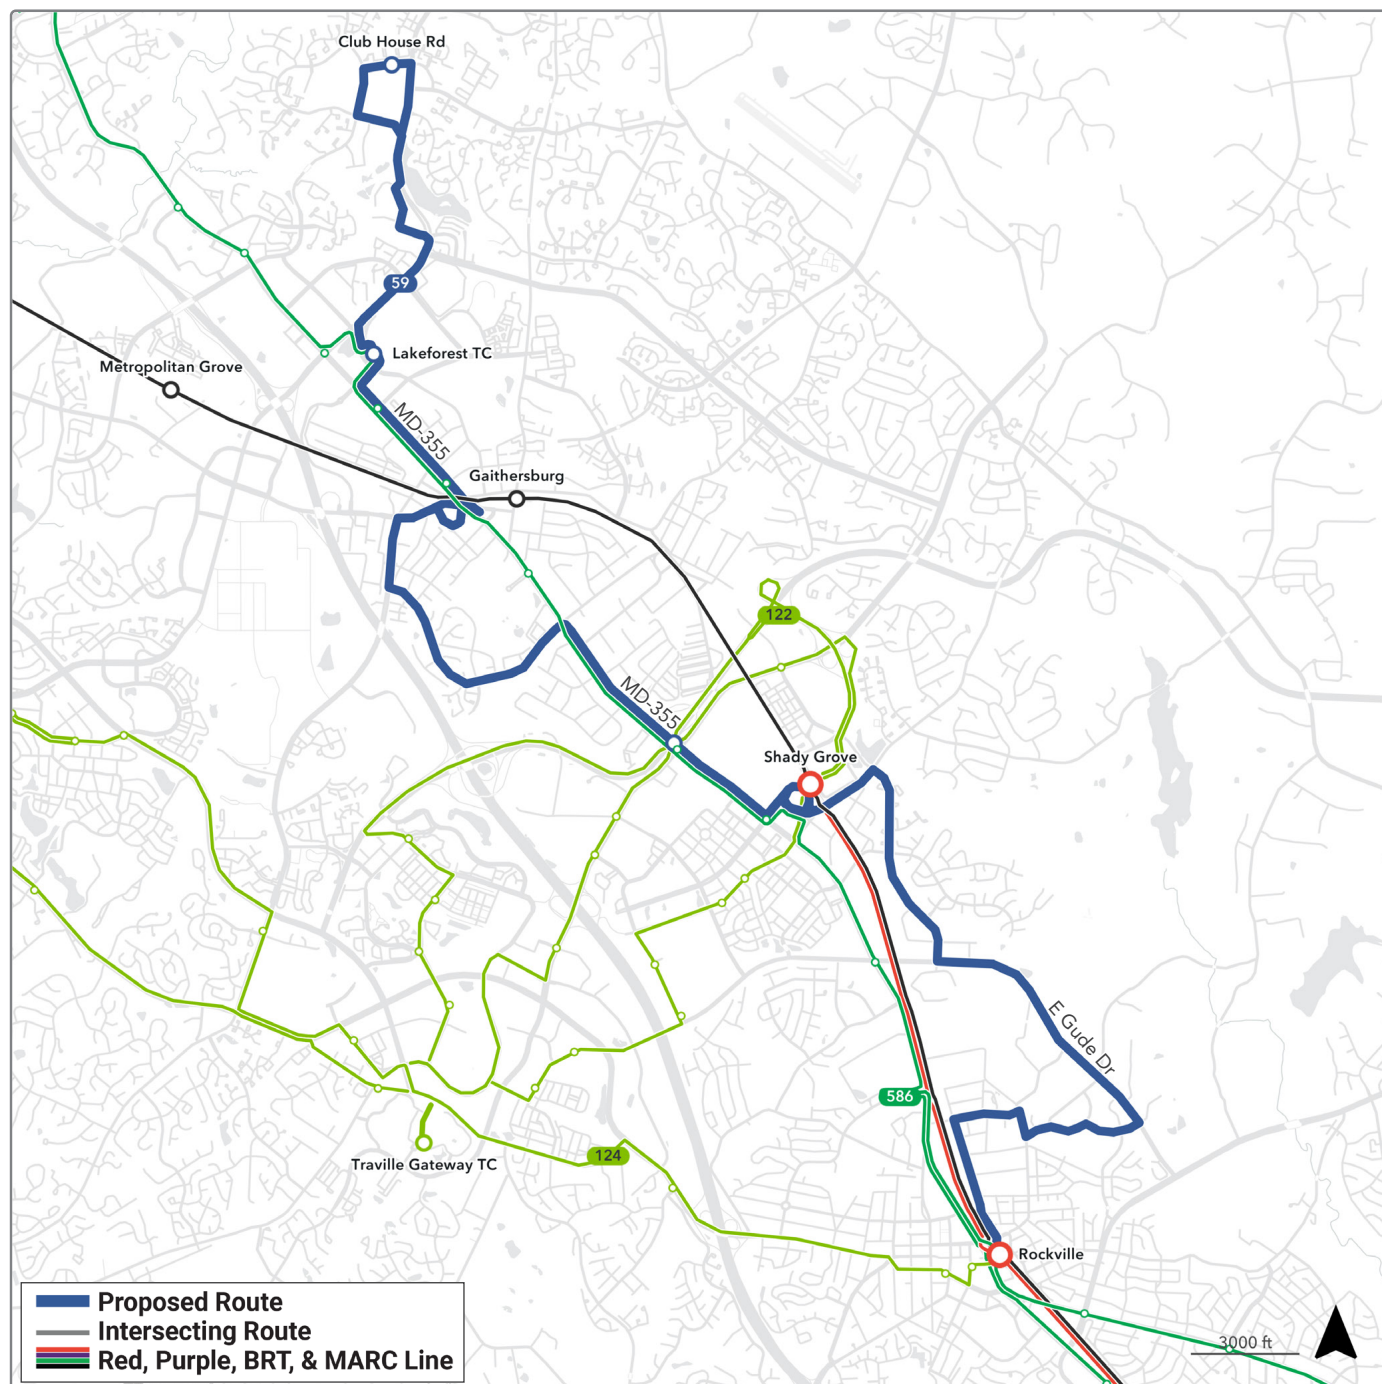 Club House Rd
59
Lakeforest TC
Metropolitan Grove
MD-355
Gaithersburg
122
MD-355
Shady Grove
E Gude Dr
586
124
Traville Gateway TC
Rockville
Proposed Route
Intersecting Route
Red, Purple, BRT, & MARC Line
3000 ft